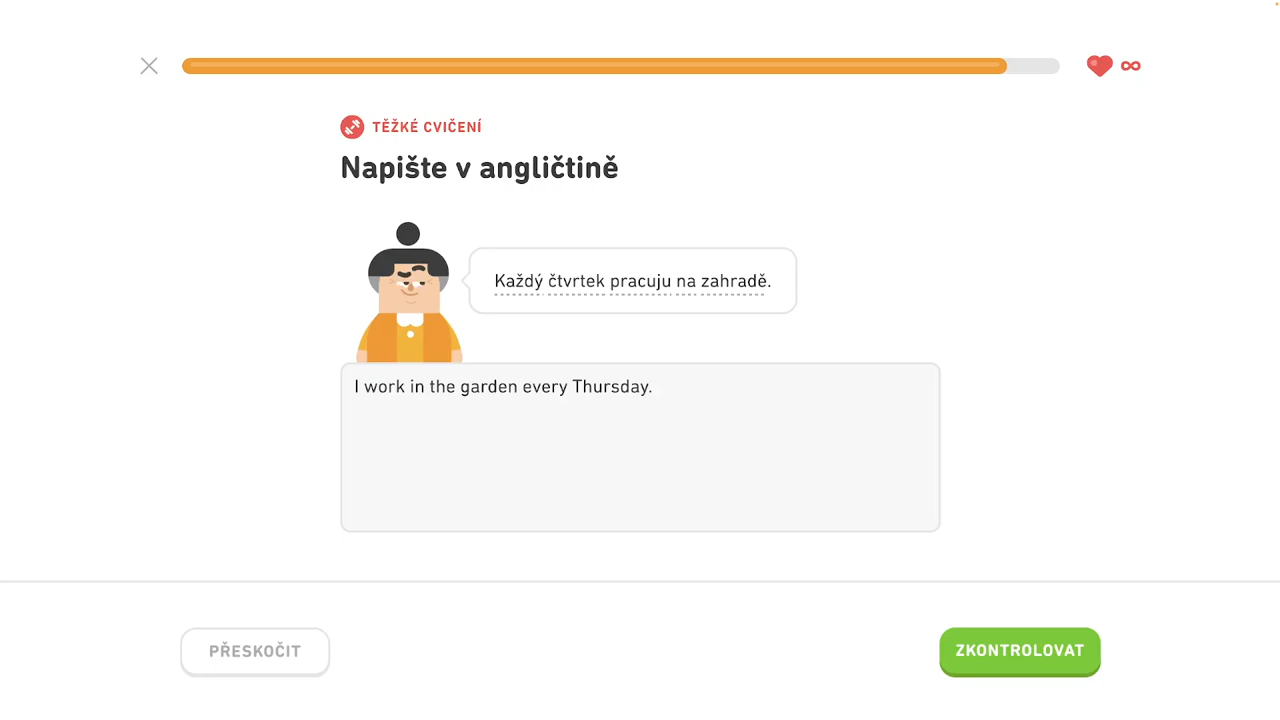 TĚŽKÉ CVIČENÍ
Napište v angličtině
Každý čtvrtek pracuju na zahradě.
I work in the garden every Thursday.
PŘESKOČIT
ZKONTROLOVAT